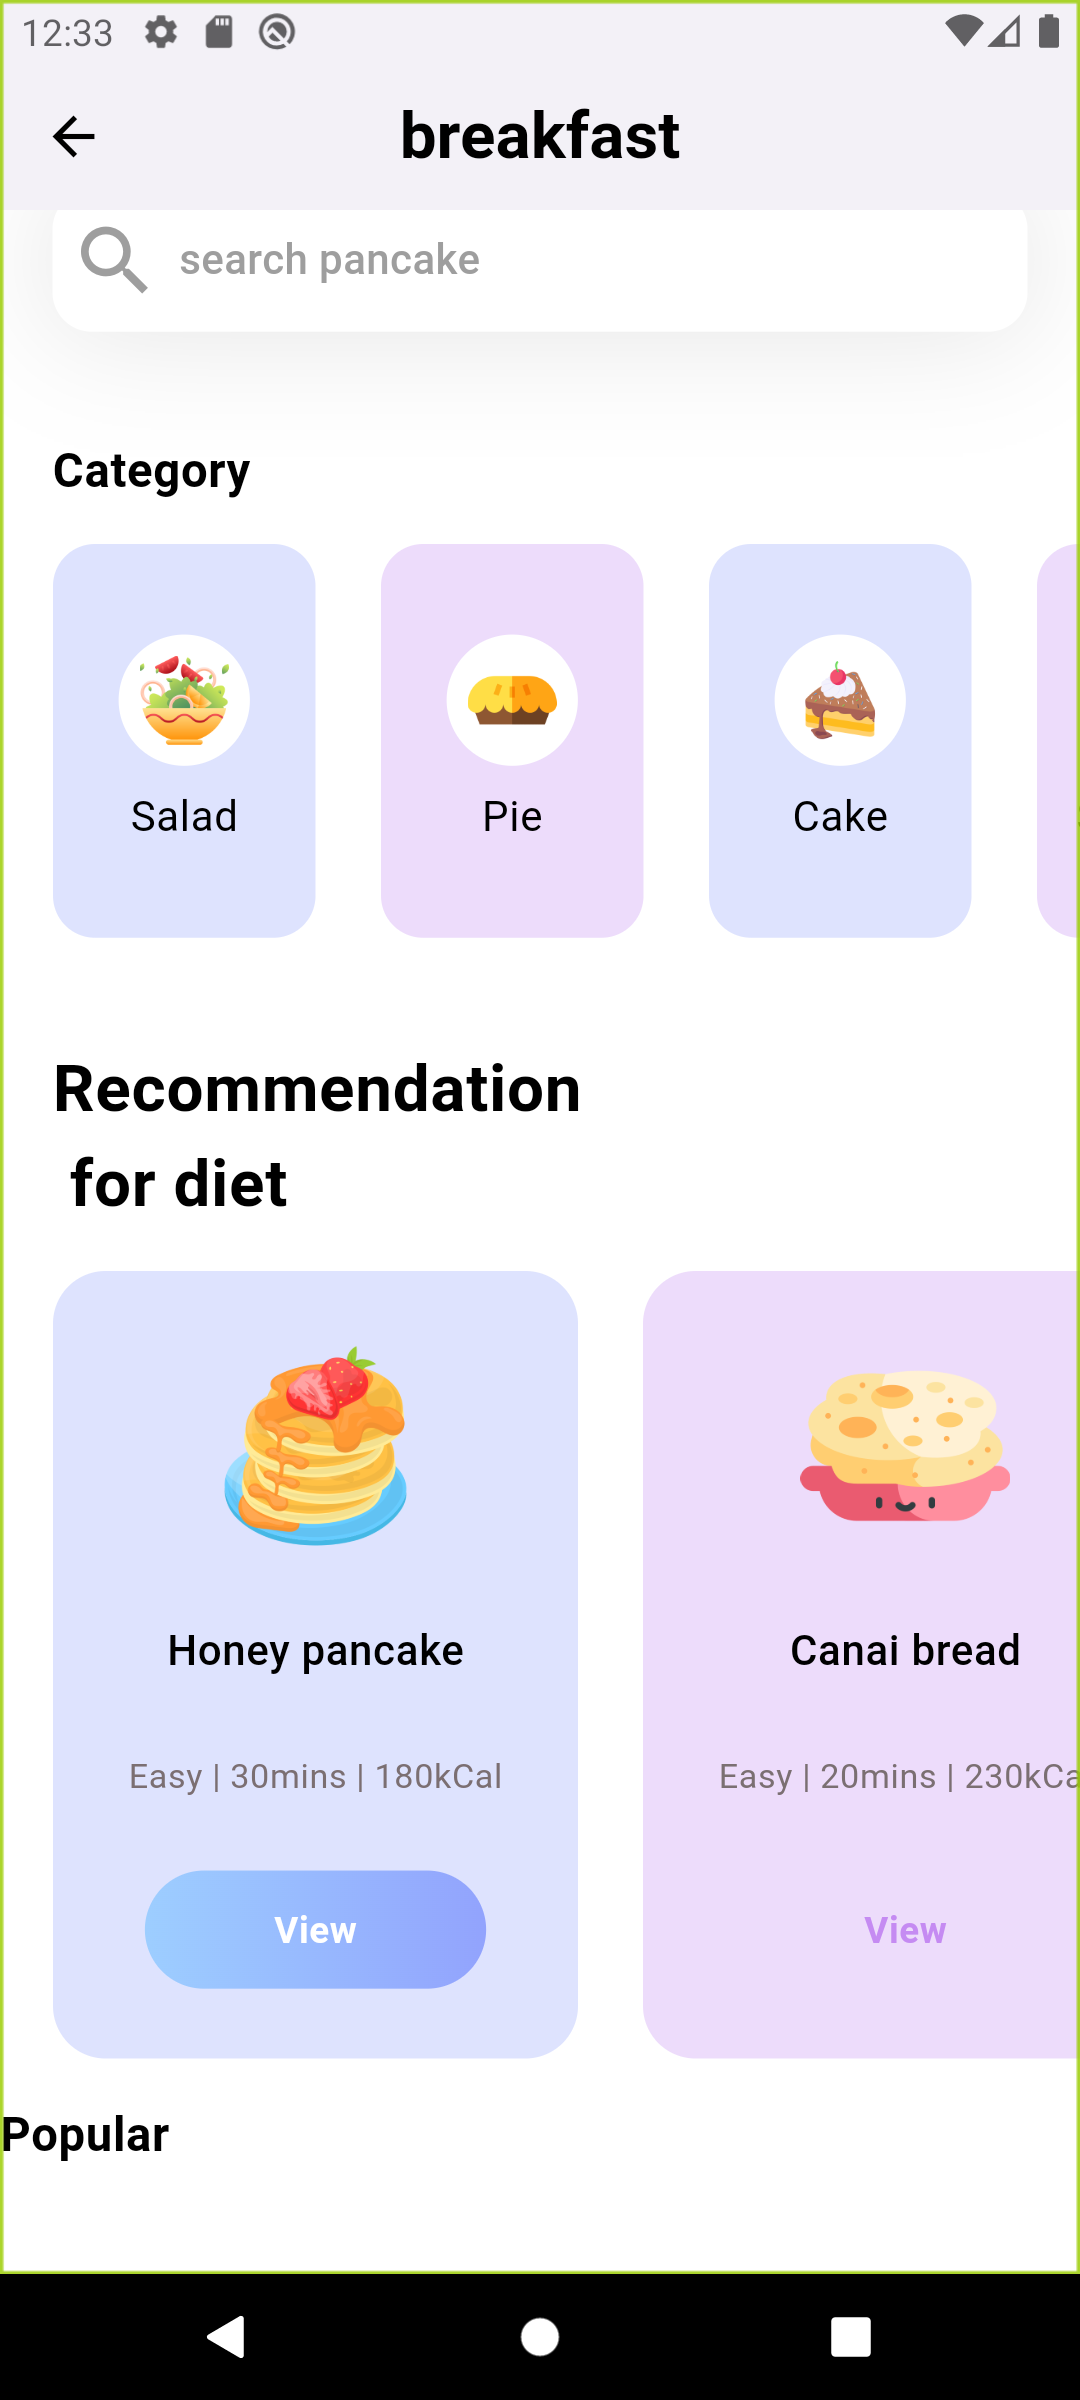 12:33
breakfast
search pancake
Category
Salad
Pie
Cake
Recommendation
for diet
Honey pancake
Canai bread
Easy | 30mins | 180kCal
Easy | 20mins | 230kCa
View
View
Popular